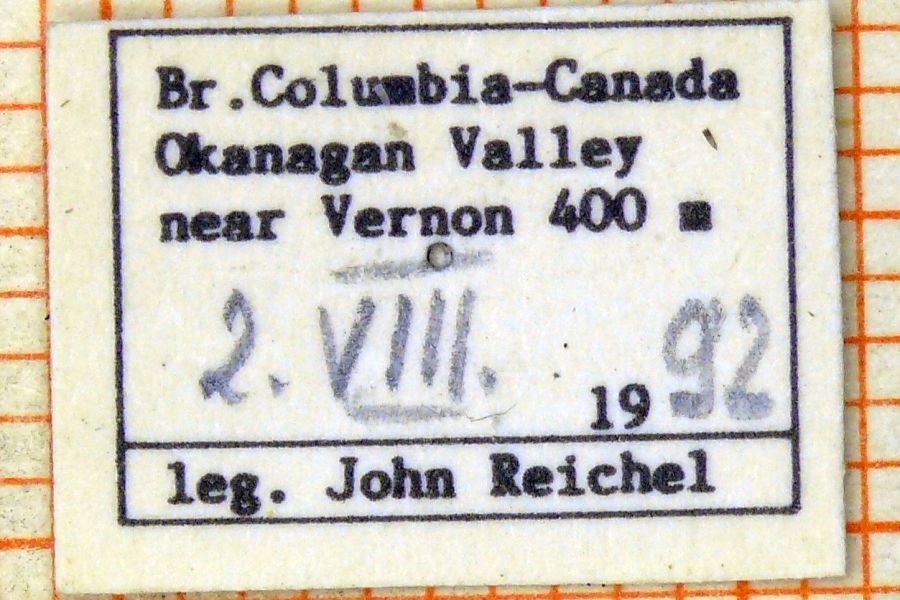 Br.Columbia-Canada
Okanagan Valley
near Vernon 400 m
2. VIII. 1992
leg. John Reichel